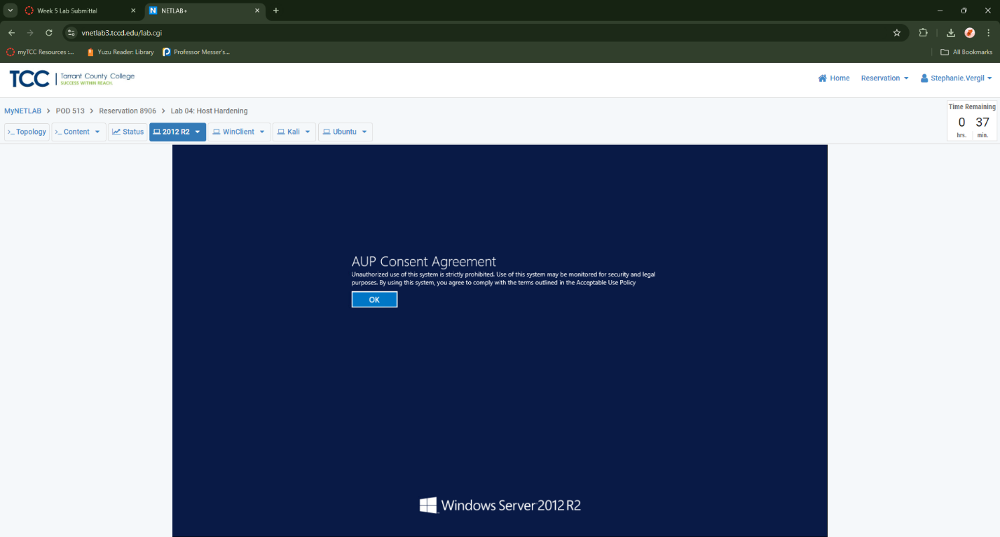 Week 5 Lab Submittal
NETLAB+
vnetlab3.tccd.edu/lab.cgi
myTCC Resources :...
Yuzu Reader: Library
Professor Messer's...
All Bookmarks
TCC
Tarrant County College
SUCCESS WITHIN REACH.
Home
Reservation
Stephanie.Vergil
MyNETLAB > POD 513 > Reservation 8906 > Lab 04: Host Hardening
Time Remaining
0 37
hrs. min.
>_ Topology
>_ Content
Status
2012 R2
WinClient
Kali
Ubuntu
AUP Consent Agreement
Unauthorized use of this system is strictly prohibited. Use of this system may be monitored for security and legal
purposes. By using this system, you agree to comply with the terms outlined in the Acceptable Use Policy
OK
Windows Server 2012 R2